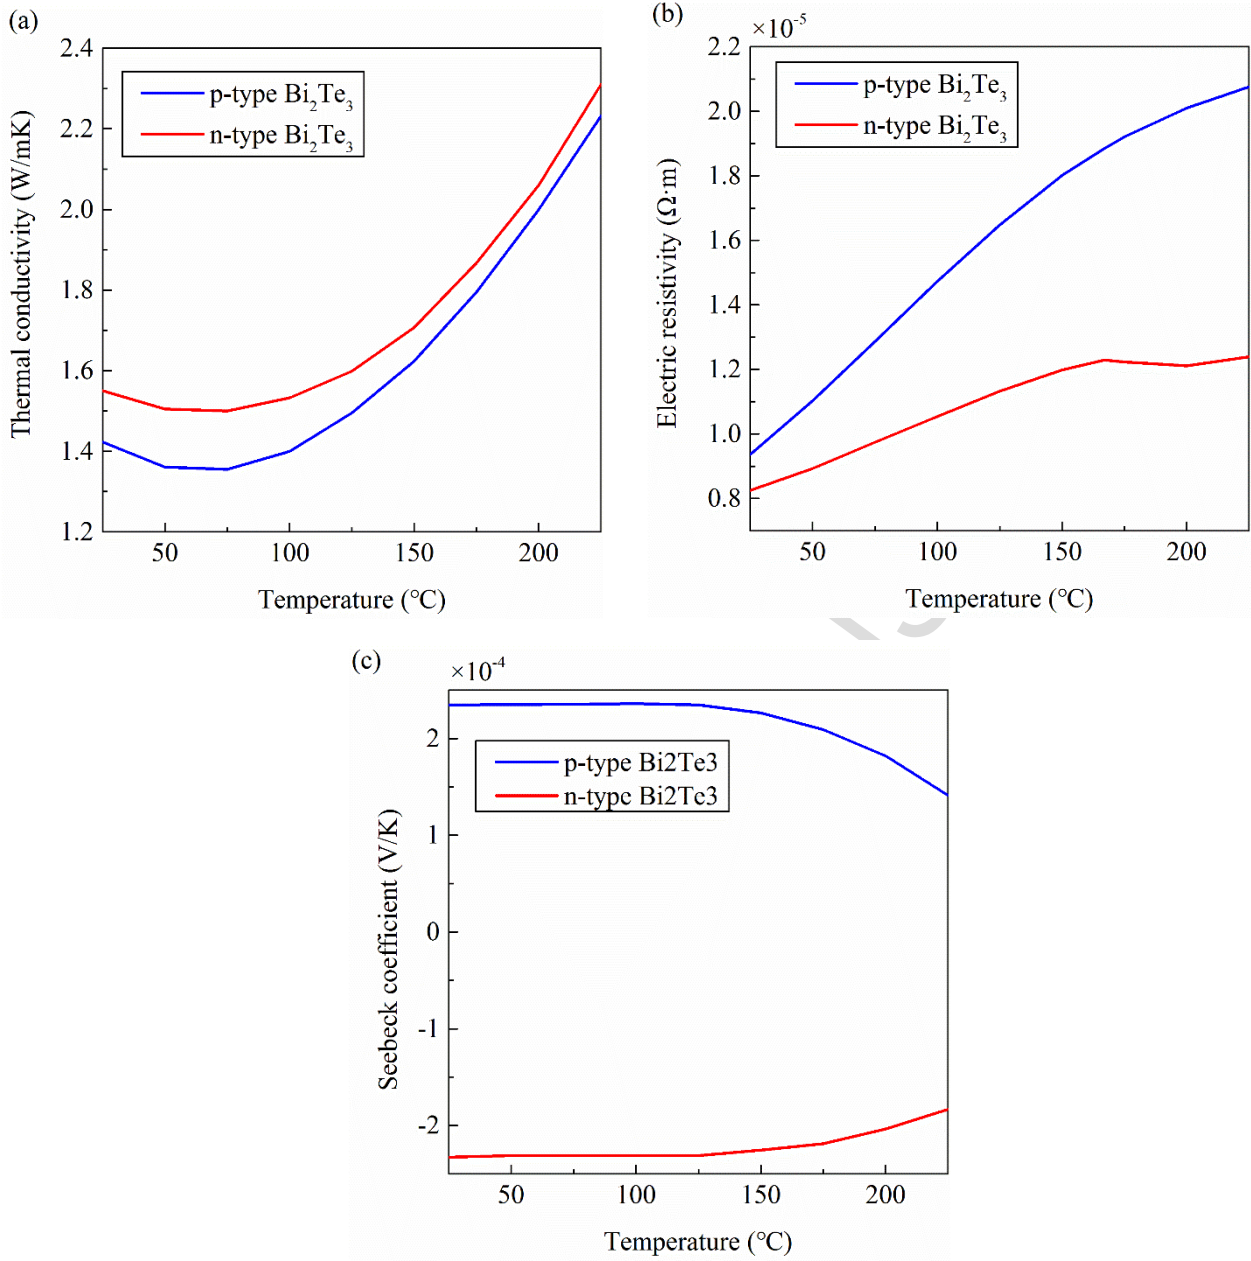 (a)
2.4
2.2
2.0
1.8
1.6
1.4
1.2
50
100
150
200
Thermal conductivity (W/mK)
Temperature (℃)
p-type Bi₂Te₃
n-type Bi₂Te₃
(b)
×10⁻⁵
2.2
2.0
1.8
1.6
1.4
1.2
1.0
0.8
50
100
150
200
Electric resistivity (Ω·m)
Temperature (℃)
p-type Bi₂Te₃
n-type Bi₂Te₃
(c)
×10⁻⁴
2
1
0
-1
-2
50
100
150
200
Seebeck coefficient (V/K)
Temperature (℃)
p-type Bi2Te3
n-type Bi2Te3